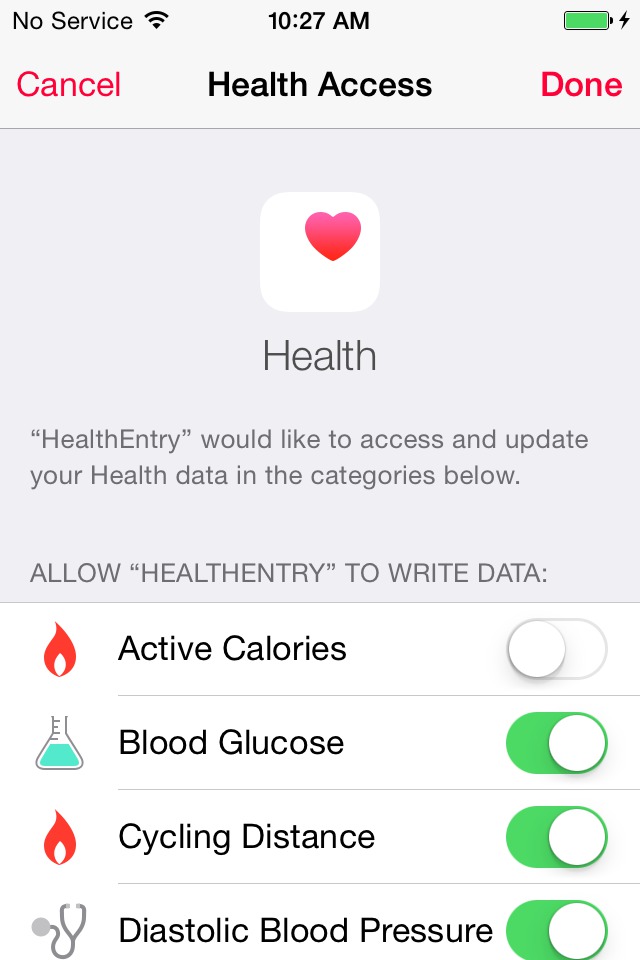 No Service 10:27 AM
Cancel Health Access Done
Health
“HealthEntry” would like to access and update
your Health data in the categories below.
ALLOW “HEALTHENTRY” TO WRITE DATA:
Active Calories
Blood Glucose
Cycling Distance
Diastolic Blood Pressure